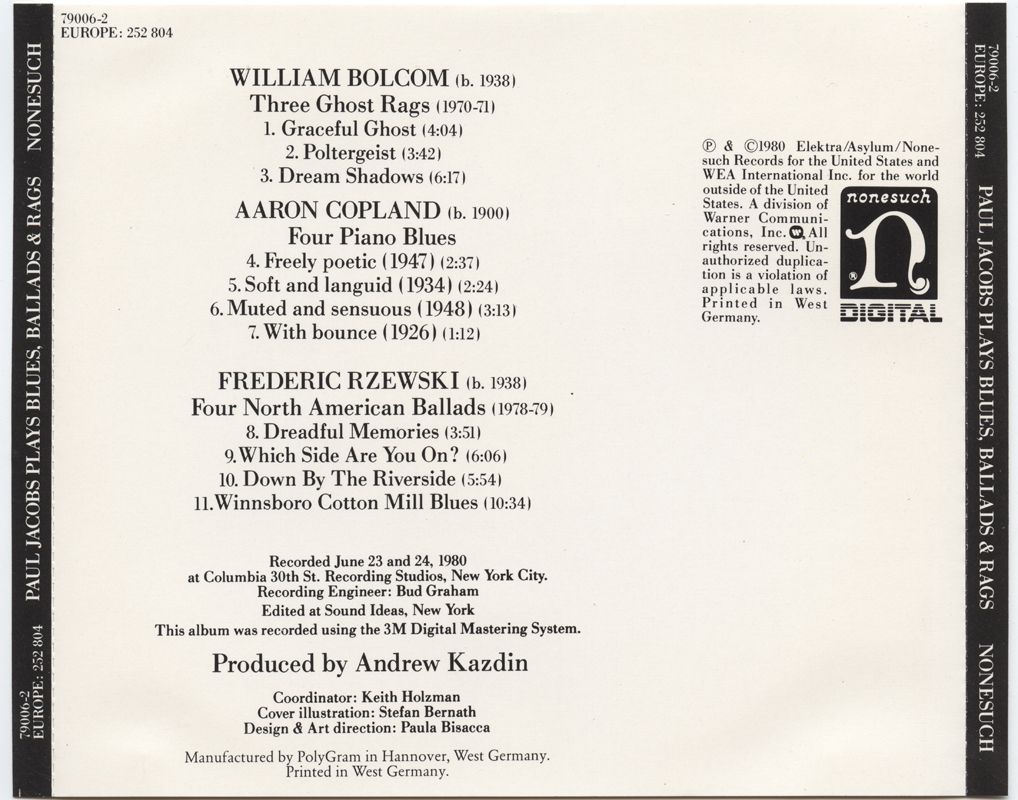 79006-2
EUROPE: 252 804
WILLIAM BOLCOM (b. 1938)
Three Ghost Rags (1970-71)
1. Graceful Ghost (4:04)
2. Poltergeist (3:42)
3. Dream Shadows (6:17)
AARON COPLAND (b. 1900)
Four Piano Blues
4. Freely poetic (1947) (2:37)
5. Soft and languid (1934) (2:24)
6. Muted and sensuous (1948) (3:13)
7. With bounce (1926) (1:12)
FREDERIC RZEWSKI (b. 1938)
Four North American Ballads (1978-79)
8. Dreadful Memories (3:51)
9. Which Side Are You On? (6:06)
10. Down By The Riverside (5:54)
11. Winnsboro Cotton Mill Blues (10:34)
Recorded June 23 and 24, 1980
at Columbia 30th St. Recording Studios, New York City.
Recording Engineer: Bud Graham
Edited at Sound Ideas, New York
This album was recorded using the 3M Digital Mastering System.
Produced by Andrew Kazdin
Coordinator: Keith Holzman
Cover illustration: Stefan Bernath
Design & Art direction: Paula Bisacca
Manufactured by PolyGram in Hannover, West Germany.
Printed in West Germany.
℗ & ©1980 Elektra/Asylum/None-
such Records for the United States and
WEA International Inc. for the world
outside of the United
States. A division of
Warner Communi-
cations, Inc. W All
rights reserved. Un-
authorized duplica-
tion is a violation of
applicable laws.
Printed in West
Germany.
nonesuch
n
®
DIGITAL
79006-2
EUROPE: 252 804
PAUL JACOBS PLAYS BLUES, BALLADS & RAGS
NONESUCH
79006-2
EUROPE: 252 804
PAUL JACOBS PLAYS BLUES, BALLADS & RAGS
NONESUCH